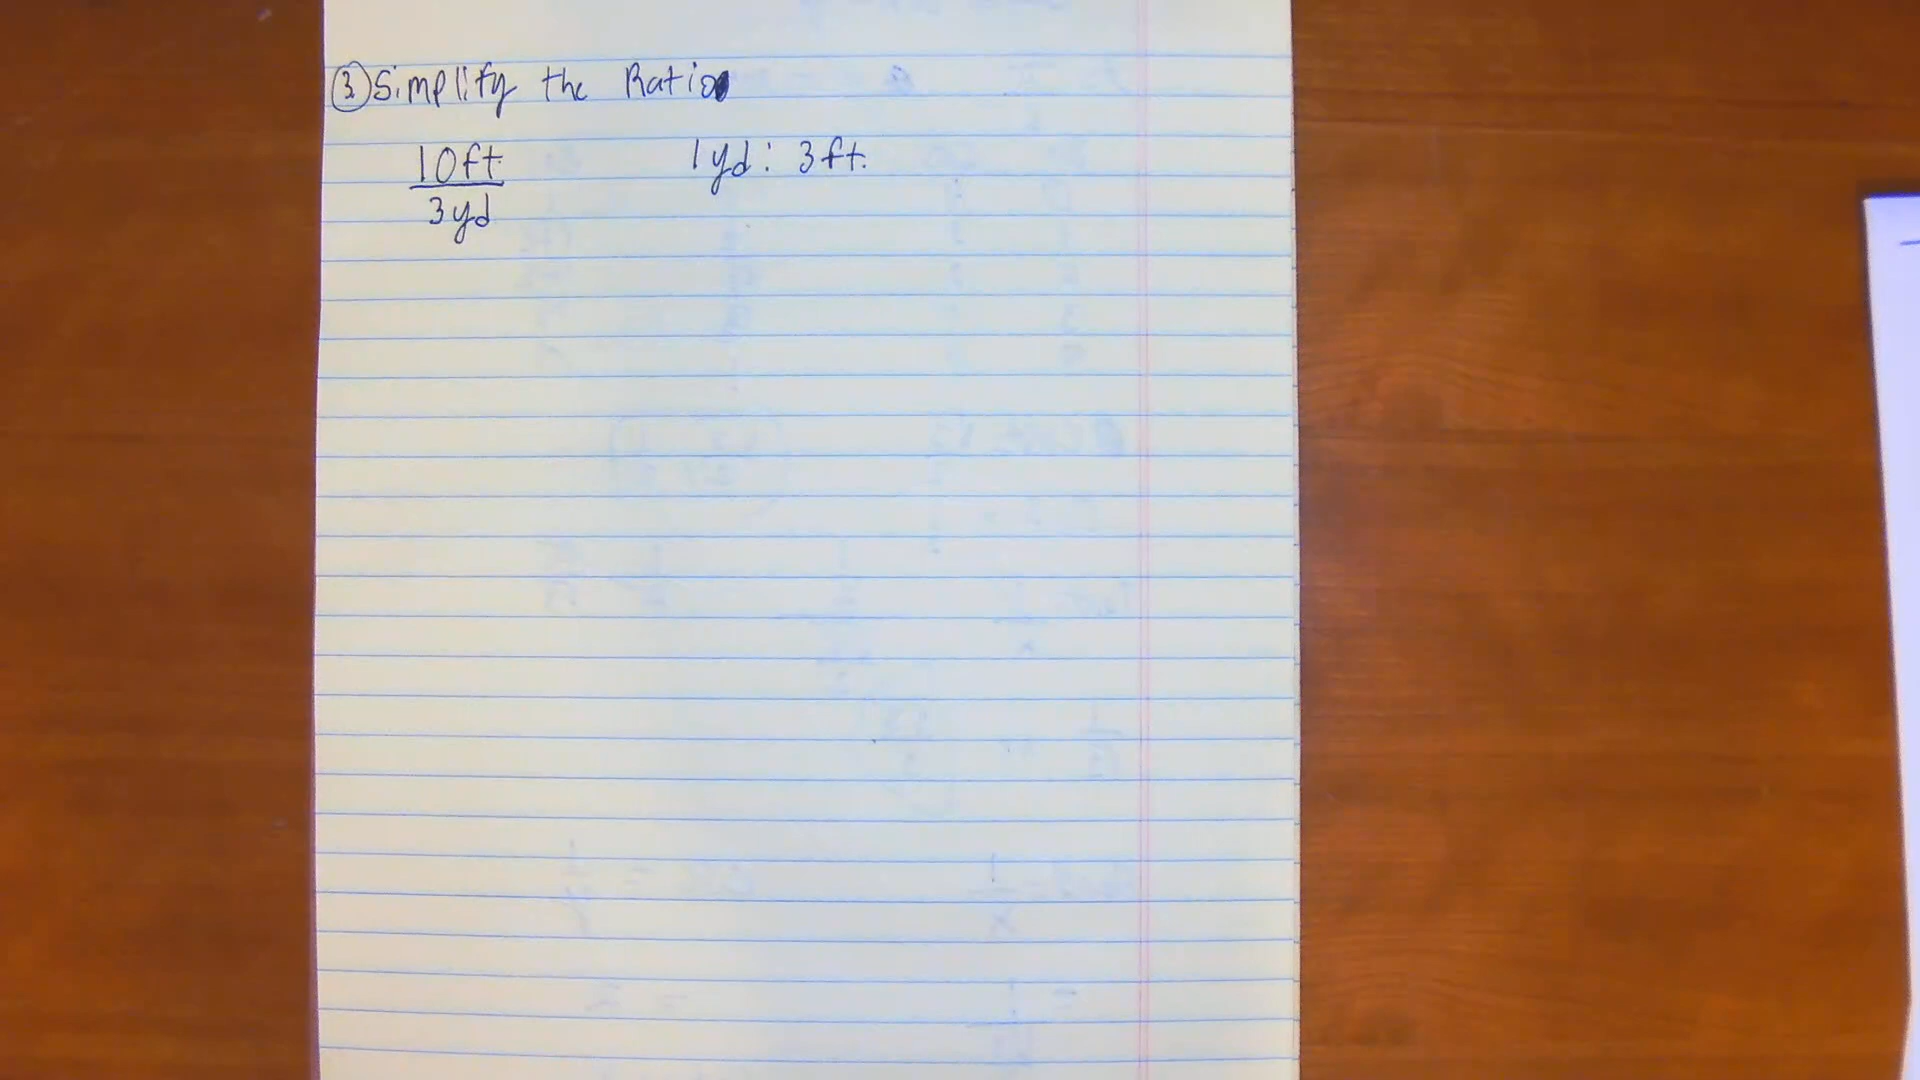 ③ Simplify the Ratio
10ft.
3yd
1yd: 3ft.